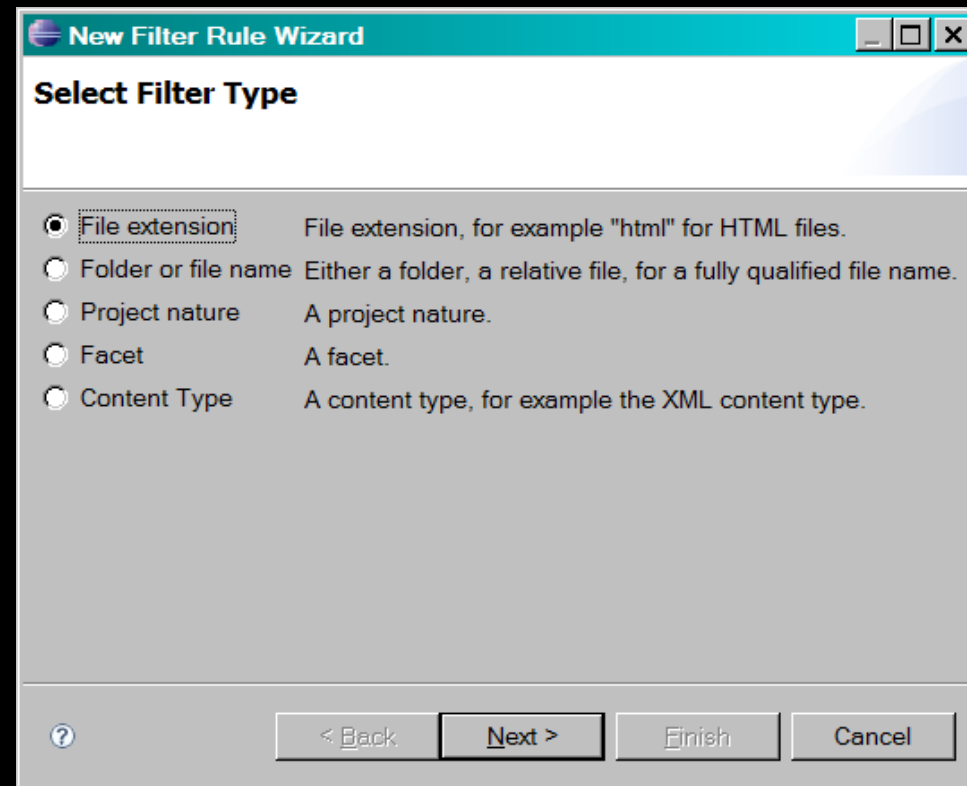 New Filter Rule Wizard
Select Filter Type
File extension File extension, for example "html" for HTML files.
Folder or file name Either a folder, a relative file, for a fully qualified file name.
Project nature A project nature.
Facet A facet.
Content Type A content type, for example the XML content type.
? < Back Next > Finish Cancel